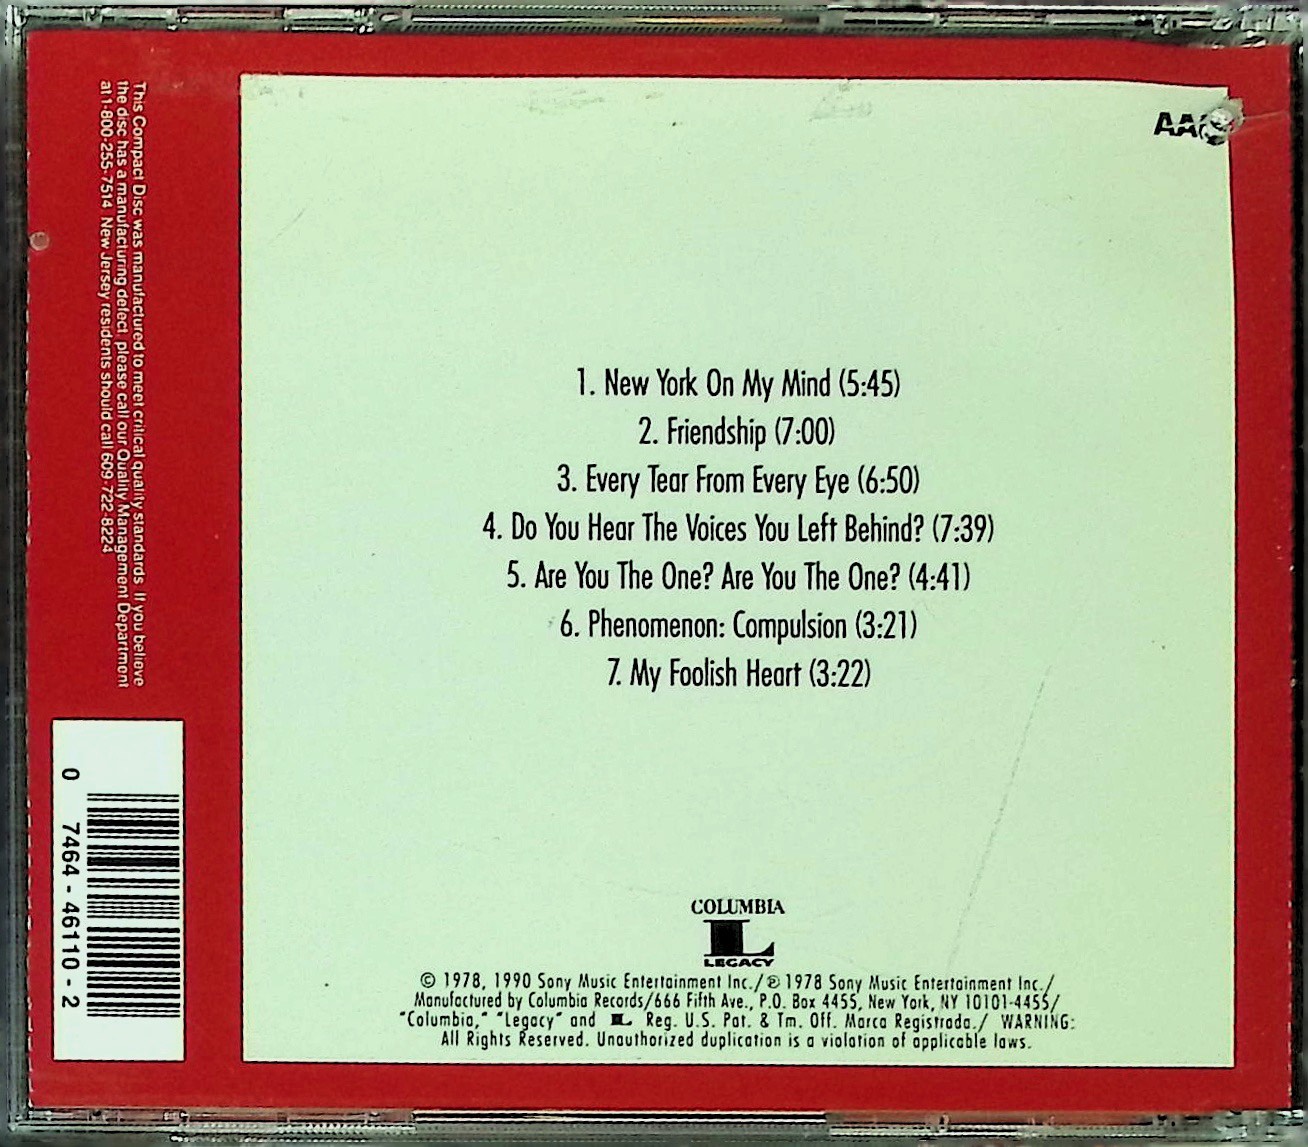 This Compact Disc was manufactured to meet critical quality standards. If you believe
the disc has a manufacturing defect, please call our Quality Management Department
at 1-800-255-7514. New Jersey residents should call 609-722-8224
1. New York On My Mind (5:45)
2. Friendship (7:00)
3. Every Tear From Every Eye (6:50)
4. Do You Hear The Voices You Left Behind? (7:39)
5. Are You The One? Are You The One? (4:41)
6. Phenomenon: Compulsion (3:21)
7. My Foolish Heart (3:22)
0 7464-46110-2
COLUMBIA
L
LEGACY
© 1978, 1990 Sony Music Entertainment Inc./℗ 1978 Sony Music Entertainment Inc./
Manufactured by Columbia Records/666 Fifth Ave., P.O. Box 4455, New York, NY 10101-4455/
"Columbia," "Legacy" and L Reg. U.S. Pat. & Tm. Off. Marca Registrada./ WARNING:
All Rights Reserved. Unauthorized duplication is a violation of applicable laws.